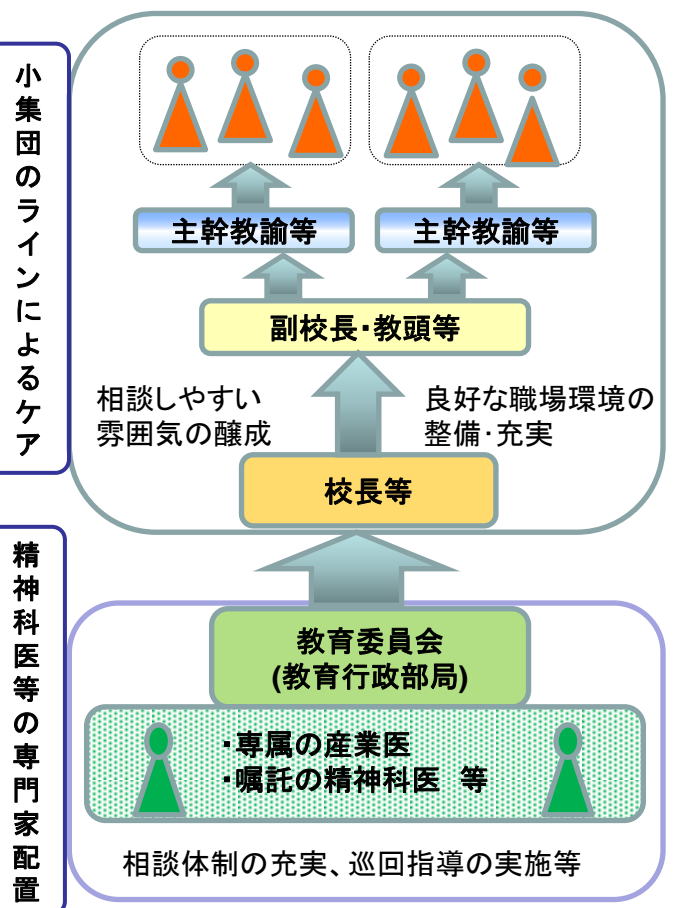 小集団のラインによるケア
主幹教諭等
主幹教諭等
副校長・教頭等
相談しやすい
雰囲気の醸成
良好な職場環境の
整備・充実
校長等
精神科医等の専門家配置
教育委員会
(教育行政部局)
・専属の産業医
・嘱託の精神科医 等
相談体制の充実、巡回指導の実施等